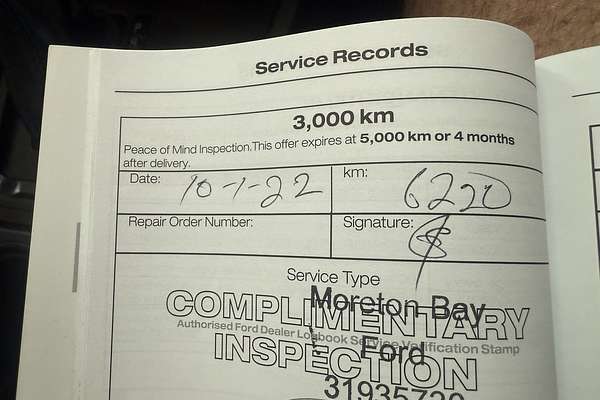 Service Records
3,000 km
Peace of Mind Inspection.This offer expires at 5,000km or 4 months
after delivery.
Date: 10-1-22
km: 6220
Repair Order Number:
Signature:
Service Type
COMPLIMENTARY
Moreton Bay
Authorised Ford Dealer Logbook Service Verification Stamp
INSPECTION
Ford